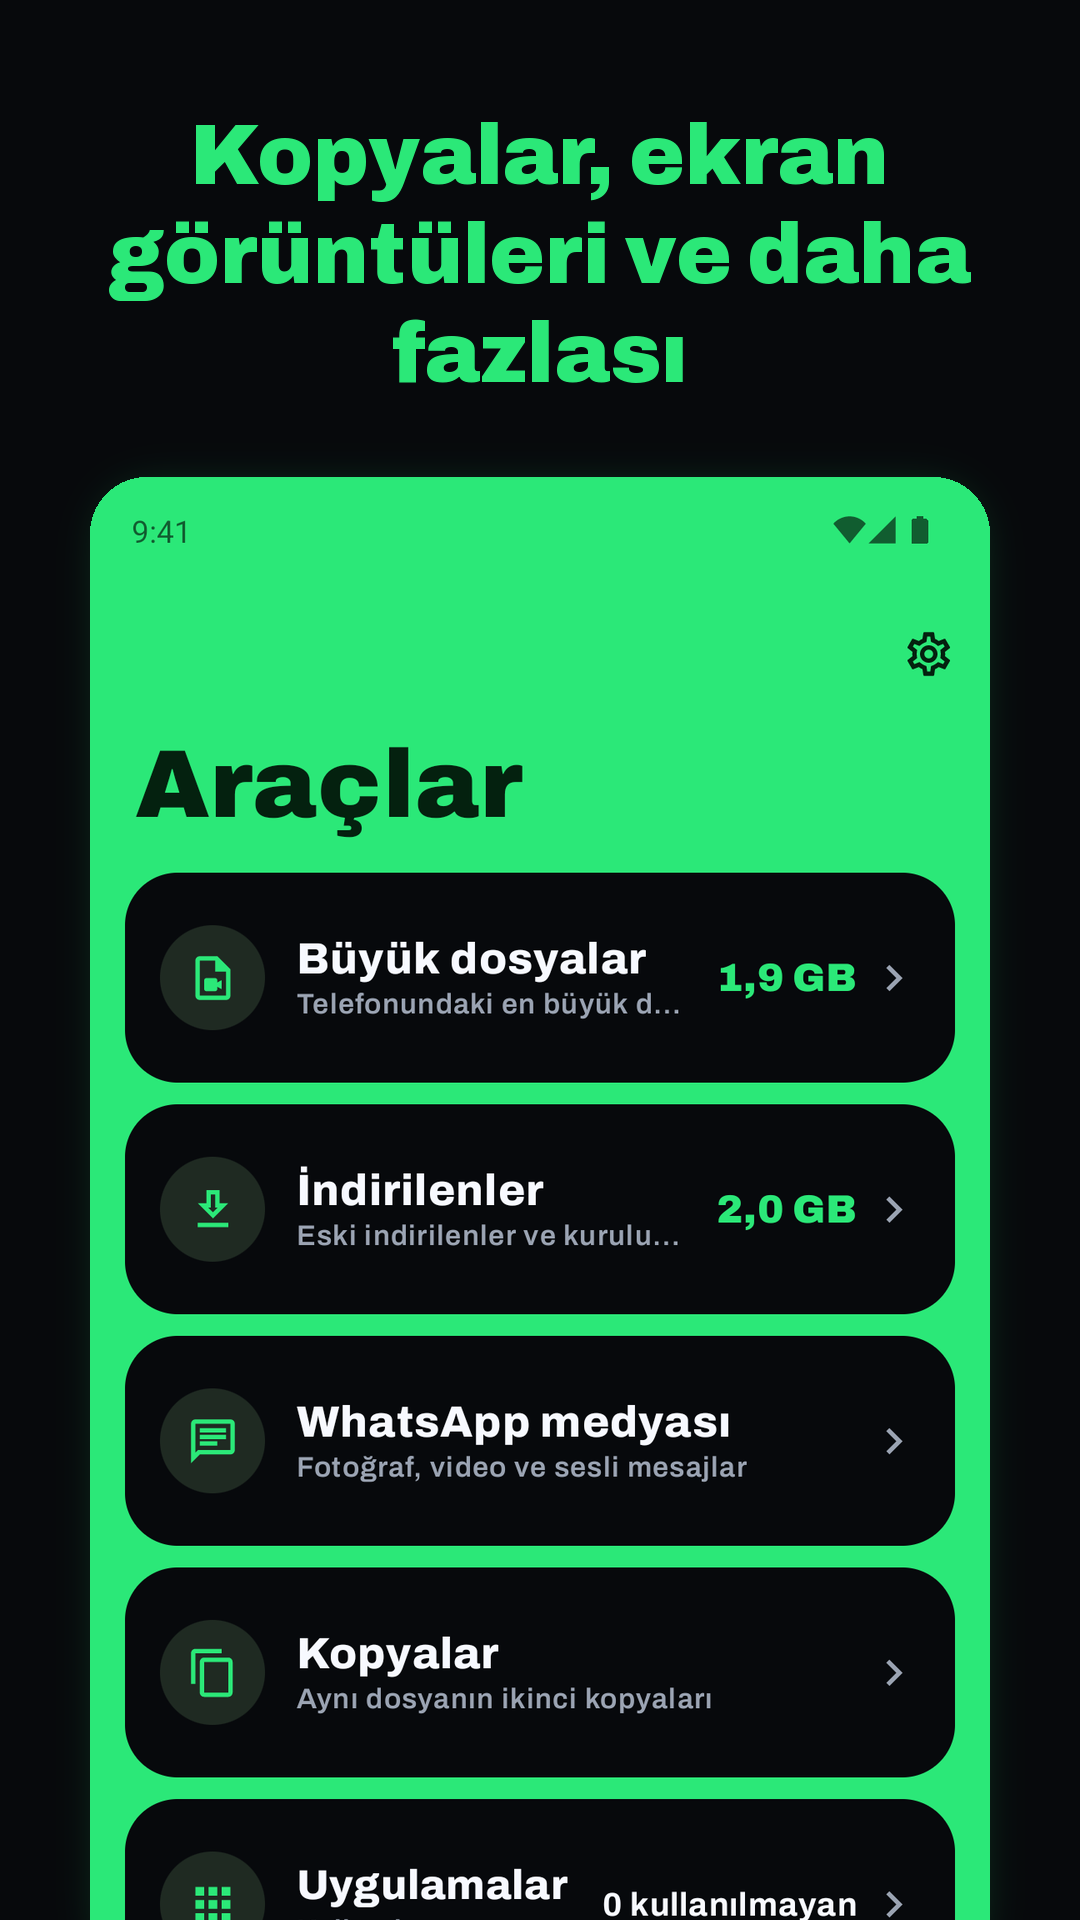 Kopyalar, ekran
görüntüleri ve daha
fazlası
9:41
Araçlar
Büyük dosyalar
Telefonundaki en büyük d...
1,9 GB
İndirilenler
Eski indirilenler ve kurulu...
2,0 GB
WhatsApp medyası
Fotoğraf, video ve sesli mesajlar
Kopyalar
Aynı dosyanın ikinci kopyaları
Uygulamalar
0 kullanılmayan